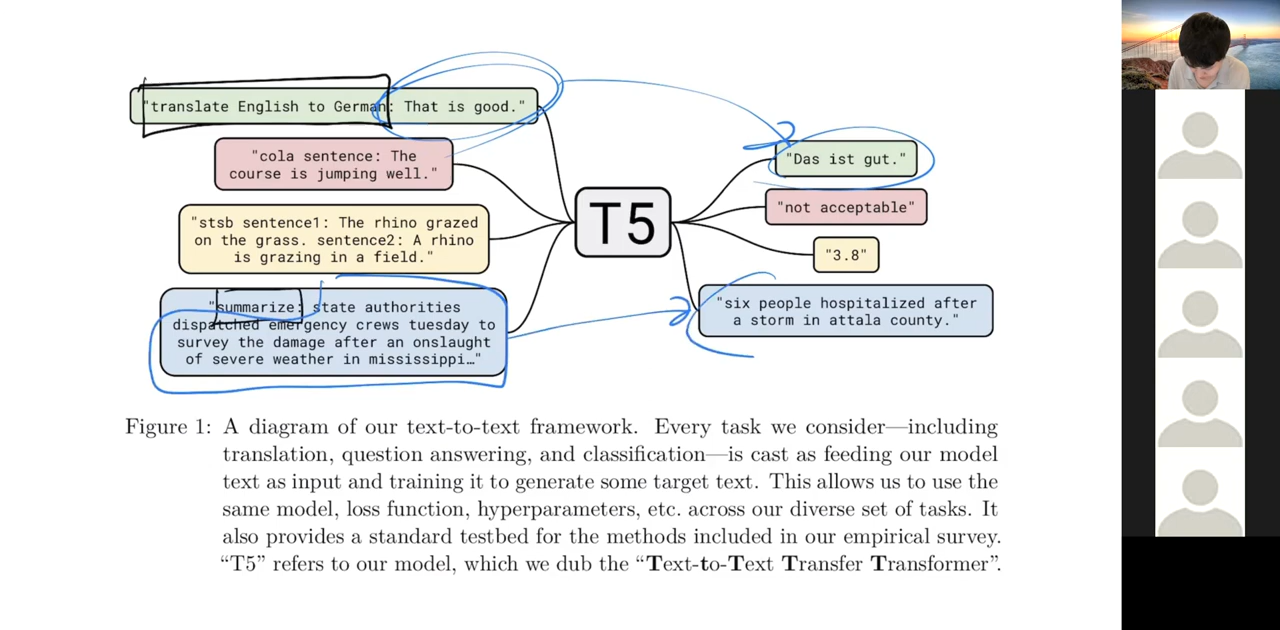 "translate English to German: That is good."
"cola sentence: The
course is jumping well."
"stsb sentence1: The rhino grazed
on the grass. sentence2: A rhino
is grazing in a field."
"summarize: state authorities
dispatched emergency crews tuesday to
survey the damage after an onslaught
of severe weather in mississippi…"
T5
"Das ist gut."
"not acceptable"
"3.8"
"six people hospitalized after
a storm in attala county."
Figure 1: A diagram of our text-to-text framework. Every task we consider—including
translation, question answering, and classification—is cast as feeding our model
text as input and training it to generate some target text. This allows us to use the
same model, loss function, hyperparameters, etc. across our diverse set of tasks. It
also provides a standard testbed for the methods included in our empirical survey.
“T5” refers to our model, which we dub the “Text-to-Text Transfer Transformer”.